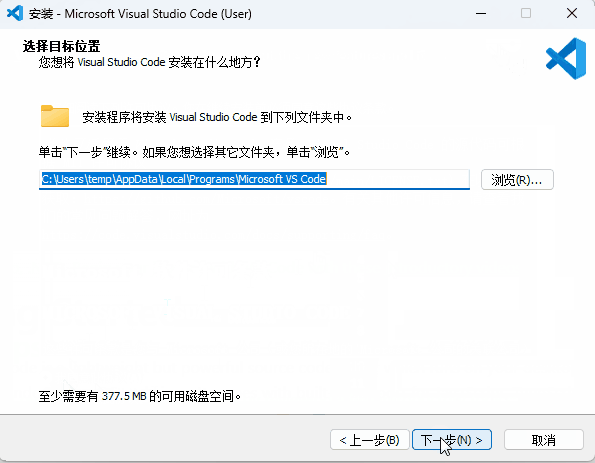 安装 - Microsoft Visual Studio Code (User)
选择目标位置
您想将 Visual Studio Code 安装在什么地方？
安装程序将安装 Visual Studio Code 到下列文件夹中。
单击“下一步”继续。如果您想选择其它文件夹，单击“浏览”。
C:\Users\temp\AppData\Local\Programs\Microsoft VS Code
浏览(R)...
至少需要有 377.5 MB 的可用磁盘空间。
< 上一步(B)
下一步(N) >
取消